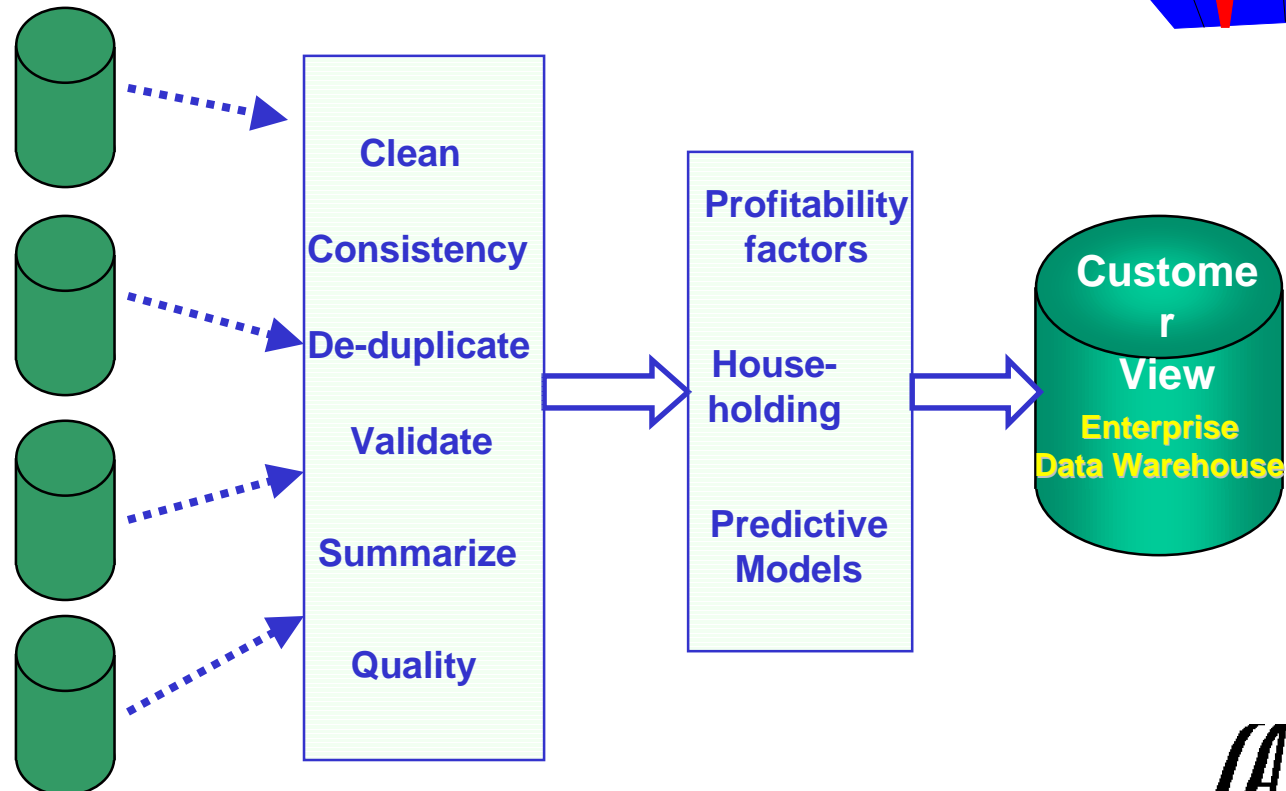 Clean
Consistency
De-duplicate
Validate
Summarize
Quality
Profitability
factors
House-
holding
Predictive
Models
Custome
r
View
Enterprise
Data Warehouse